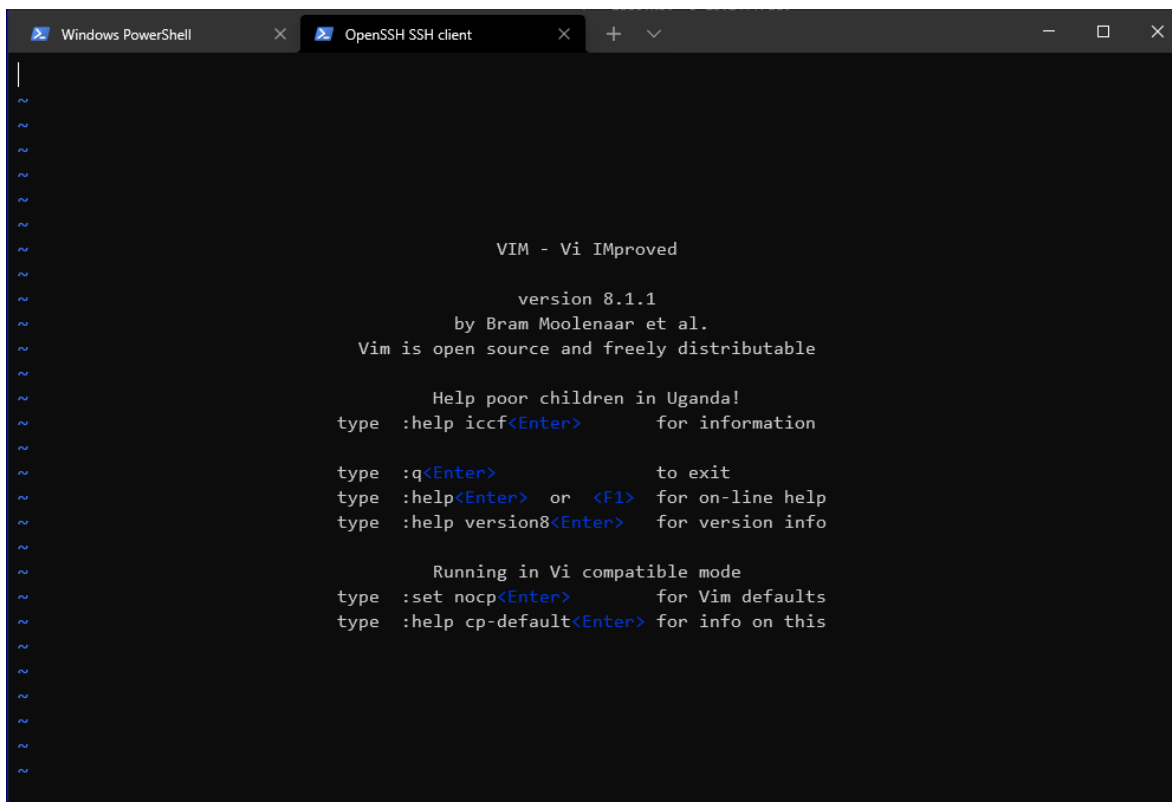 Windows PowerShell
OpenSSH SSH client
~
~
~
~
~
~
~ VIM - Vi IMproved
~
~ version 8.1.1
~ by Bram Moolenaar et al.
~ Vim is open source and freely distributable
~
~ Help poor children in Uganda!
~ type :help iccf<Enter> for information
~
~ type :q<Enter> to exit
~ type :help<Enter> or <F1> for on-line help
~ type :help version8<Enter> for version info
~
~ Running in Vi compatible mode
~ type :set nocp<Enter> for Vim defaults
~ type :help cp-default<Enter> for info on this
~
~
~
~
~
~